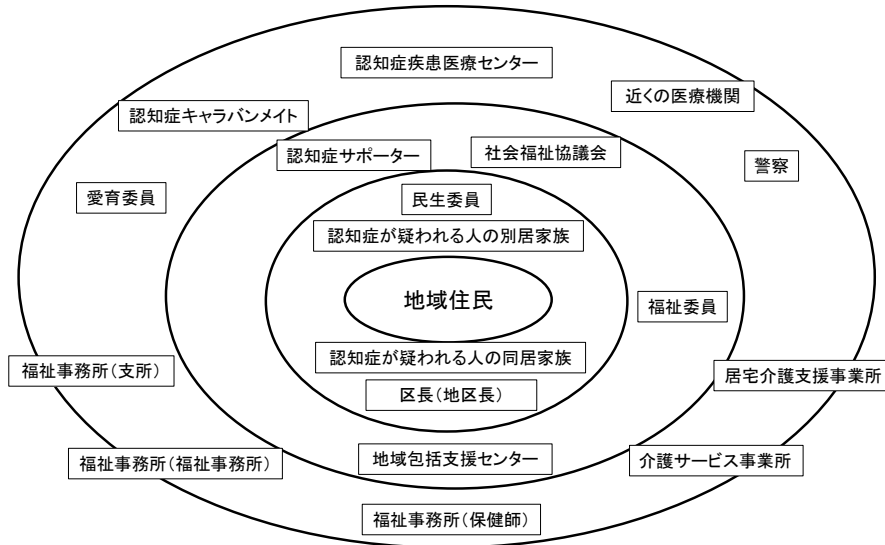 認知症疾患医療センター
近くの医療機関
認知症キャラバンメイト
社会福祉協議会
認知症サポーター
警察
愛育委員
民生委員
認知症が疑われる人の別居家族
地域住民
福祉委員
認知症が疑われる人の同居家族
福祉事務所(支所)
居宅介護支援事業所
区長(地区長)
地域包括支援センター
介護サービス事業所
福祉事務所(福祉事務所)
福祉事務所(保健師)